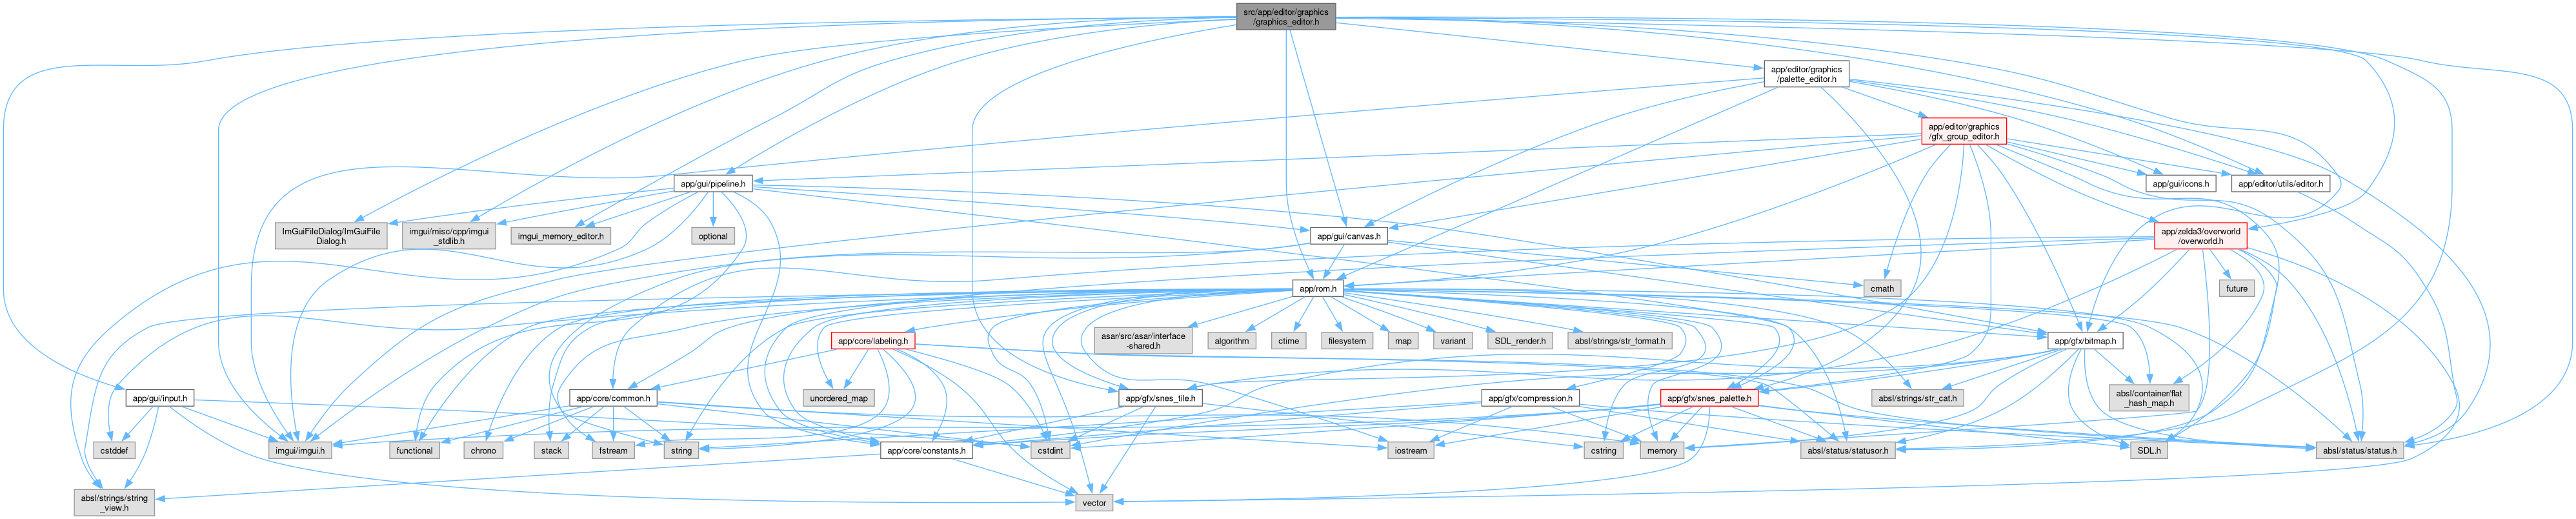 src/app/editor/graphics
/graphics_editor.h
app/editor/graphics
/palette_editor.h
app/editor/graphics
/gfx_group_editor.h
app/gui/pipeline.h
app/gui/icons.h
app/editor/utils/editor.h
ImGuiFileDialog/ImGuiFile
Dialog.h
imgui/misc/cpp/imgui
_stdlib.h
imgui_memory_editor.h
optional
app/gui/canvas.h
app/zelda3/overworld
/overworld.h
app/rom.h
cmath
future
asar/src/asar/interface
-shared.h
app/core/labeling.h
algorithm
ctime
filesystem
map
variant
SDL_render.h
absl/strings/str_format.h
app/gfx/bitmap.h
app/gui/input.h
app/core/common.h
unordered_map
app/gfx/snes_tile.h
app/gfx/compression.h
app/gfx/snes_palette.h
absl/strings/str_cat.h
absl/container/flat
_hash_map.h
cstddef
imgui/imgui.h
functional
chrono
stack
fstream
string
app/core/constants.h
cstdint
iostream
cstring
memory
absl/status/statusor.h
SDL.h
absl/status/status.h
absl/strings/string
_view.h
vector